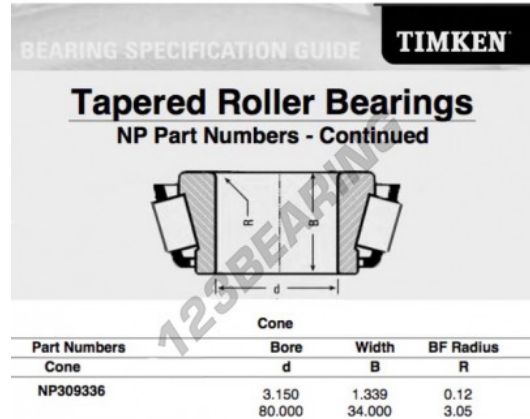 BEARING SPECIFICATION GUIDE
TIMKEN
Tapered Roller Bearings
NP Part Numbers - Continued
R
B
d
123BEARING
Cone
Part Numbers Bore Width BF Radius
Cone d B R
NP309336 3.150 1.339 0.12
80.000 34.000 3.05